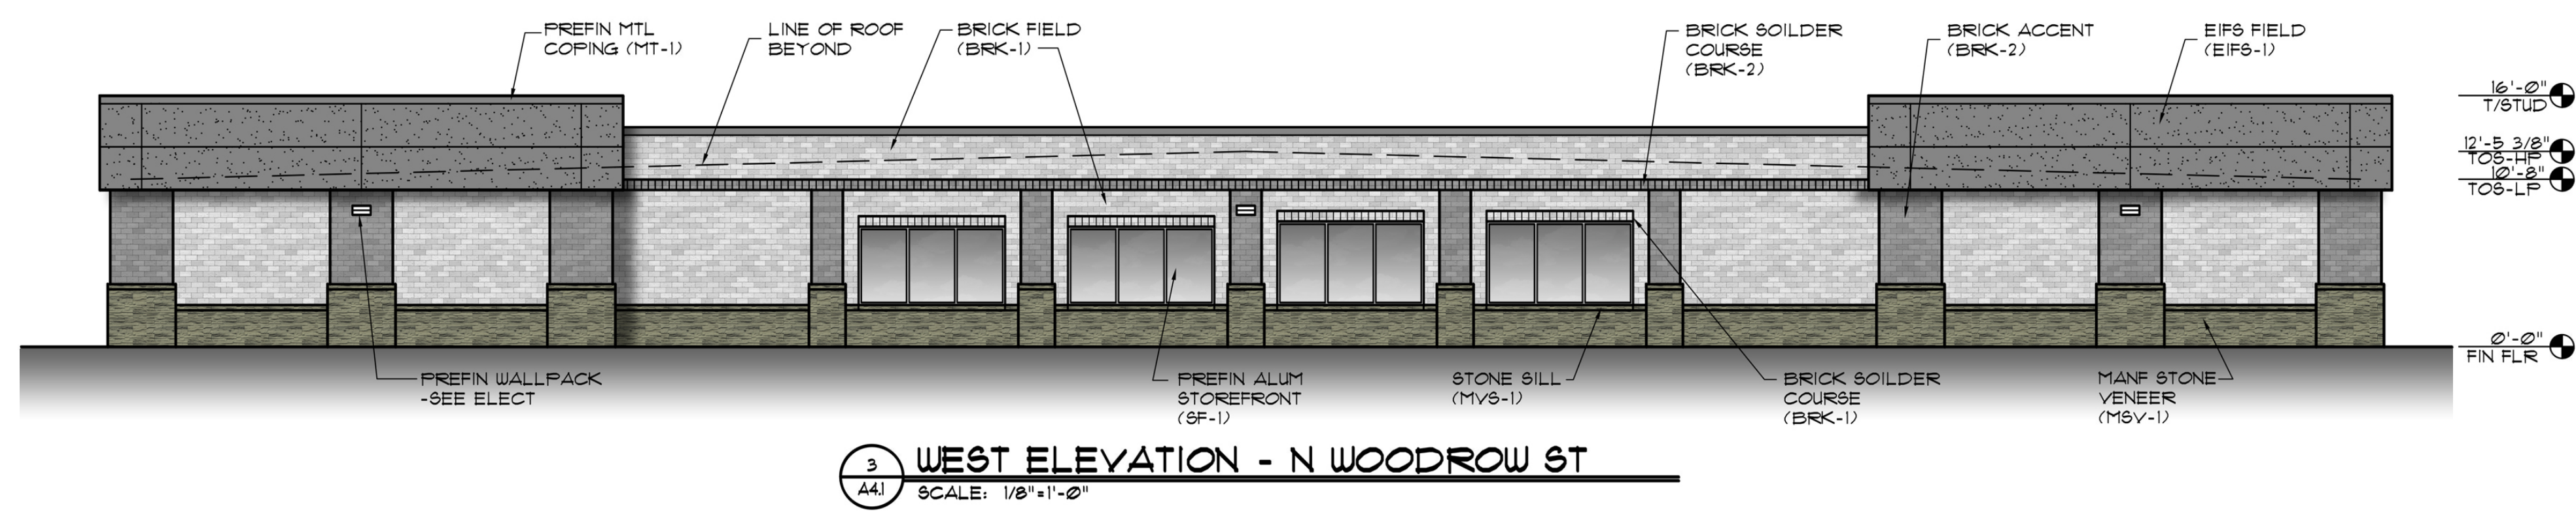 PREFIN MTL
COPING (MT-1)
LINE OF ROOF
BEYOND
BRICK FIELD
(BRK-1)
BRICK SOILDER
COURSE
(BRK-2)
BRICK ACCENT
(BRK-2)
EIFS FIELD
(EIFS-1)
16'-0"
T/STUD
12'-5 3/8"
TOS-HP
10'-8"
TOS-LP
0'-0"
FIN FLR
PREFIN WALLPACK
-SEE ELECT
PREFIN ALUM
STOREFRONT
(SF-1)
STONE SILL
(MVS-1)
BRICK SOILDER
COURSE
(BRK-1)
MANF STONE
VENEER
(MSV-1)
3
A4.1
WEST ELEVATION - N WOODROW ST
SCALE: 1/8"=1'-0"